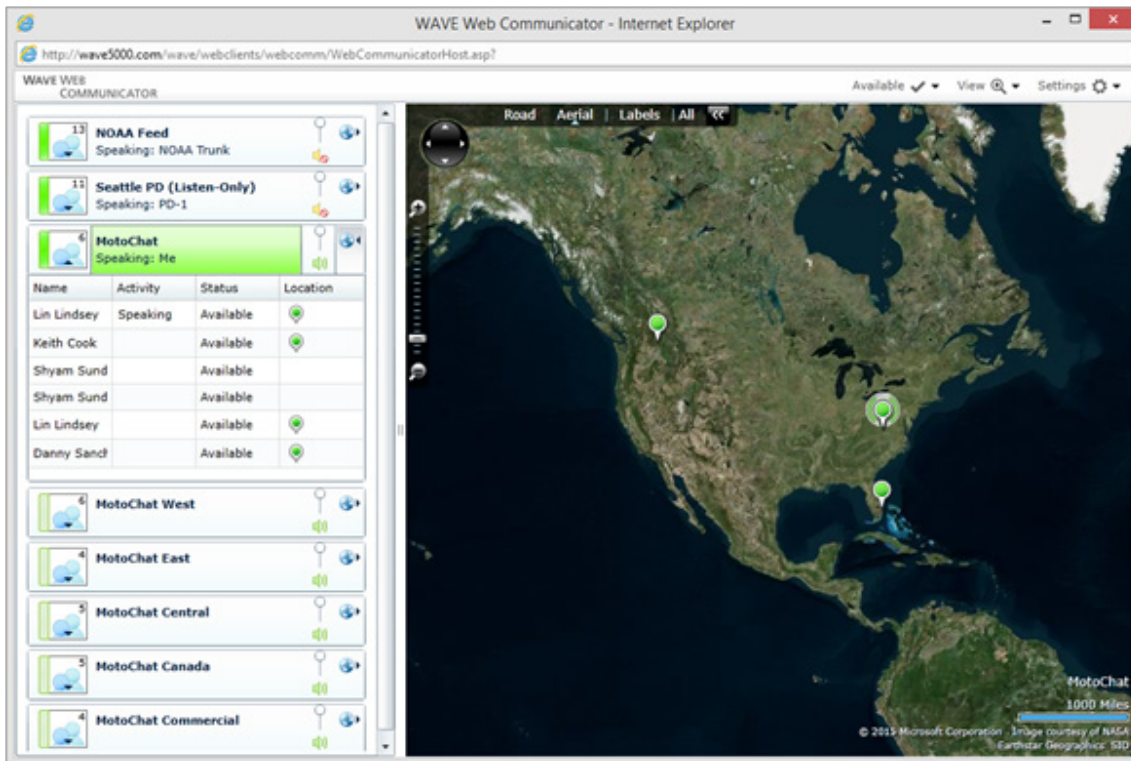 WAVE Web Communicator - Internet Explorer
http://wave5000.com/wave/webclients/webcomm/WebCommunicatorHost.asp?
WAVE WEB
COMMUNICATOR
Available
View
Settings
13
NOAA Feed
Speaking: NOAA Trunk
11
Seattle PD (Listen-Only)
Speaking: PD-1
6
MotoChat
Speaking: Me
Name Activity Status Location
Lin Lindsey Speaking Available
Keith Cook Available
Shyam Sund Available
Shyam Sund Available
Lin Lindsey Available
Danny Sanch Available
6
MotoChat West
4
MotoChat East
5
MotoChat Central
5
MotoChat Canada
4
MotoChat Commercial
Road Aerial | Labels | All <<
MotoChat
1000 Miles
© 2015 Microsoft Corporation Image courtesy of NASA
Earthstar Geographics SIO